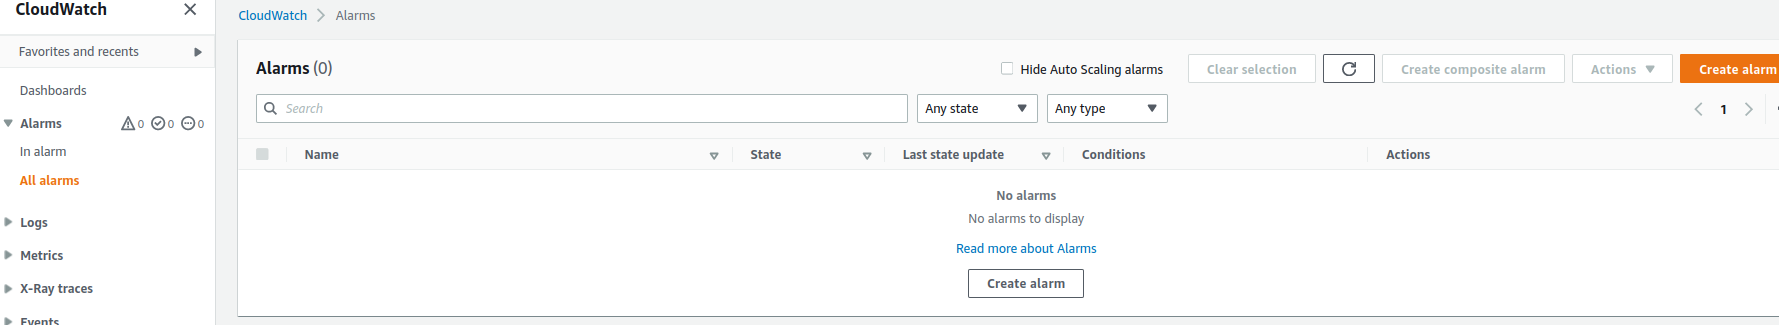 CloudWatch
Favorites and recents
Dashboards
Alarms 0 0 0
In alarm
All alarms
Logs
Metrics
X-Ray traces
Events
CloudWatch Alarms
Alarms (0)
Hide Auto Scaling alarms Clear selection Create composite alarm Actions Create alarm
Search Any state Any type 1
Name State Last state update Conditions Actions
No alarms
No alarms to display
Read more about Alarms
Create alarm